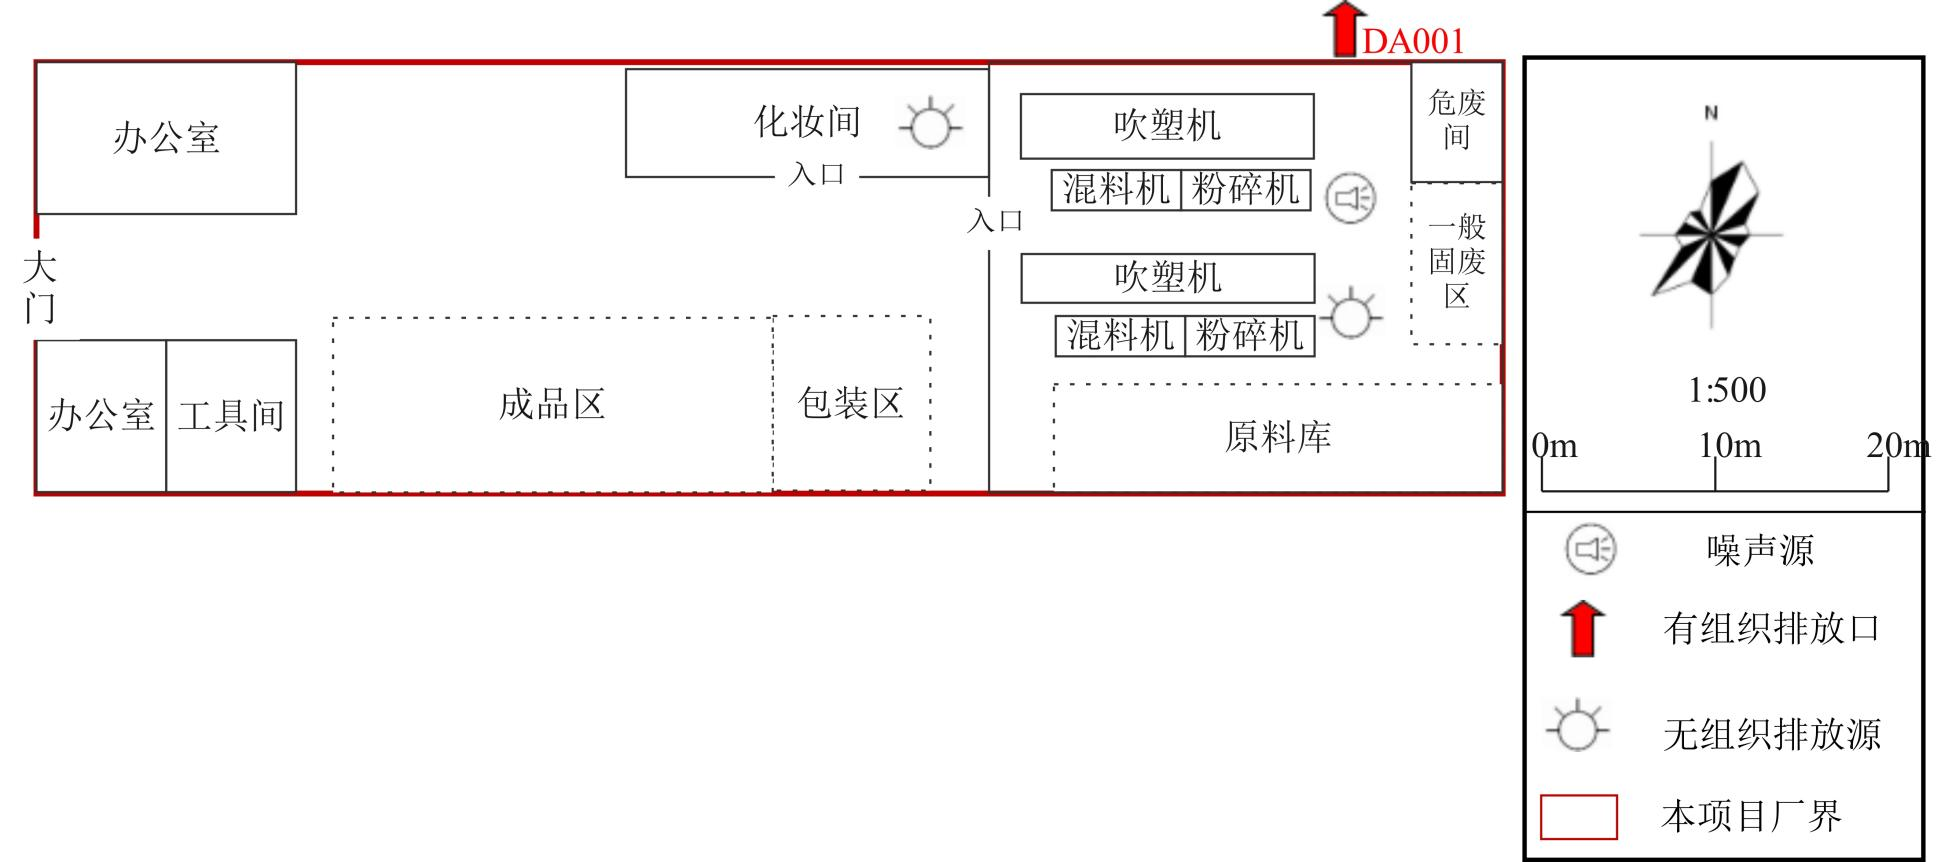 DA001
办公室
化妆间
入口
吹塑机
混料机
粉碎机
危废
间
入口
一般
固废
区
大
门
吹塑机
混料机
粉碎机
办公室
工具间
成品区
包装区
原料库
N
1:500
0m
10m
20m
噪声源
有组织排放口
无组织排放源
本项目厂界